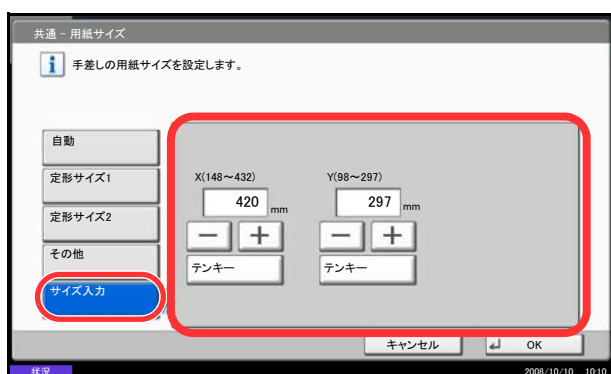 共通 - 用紙サイズ
手差しの用紙サイズを設定します。
自動
定形サイズ1
定形サイズ2
その他
サイズ入力
X(148～432)
420 mm
テンキー
Y(98～297)
297 mm
テンキー
キャンセル
OK
状況
2008/10/10 10:10